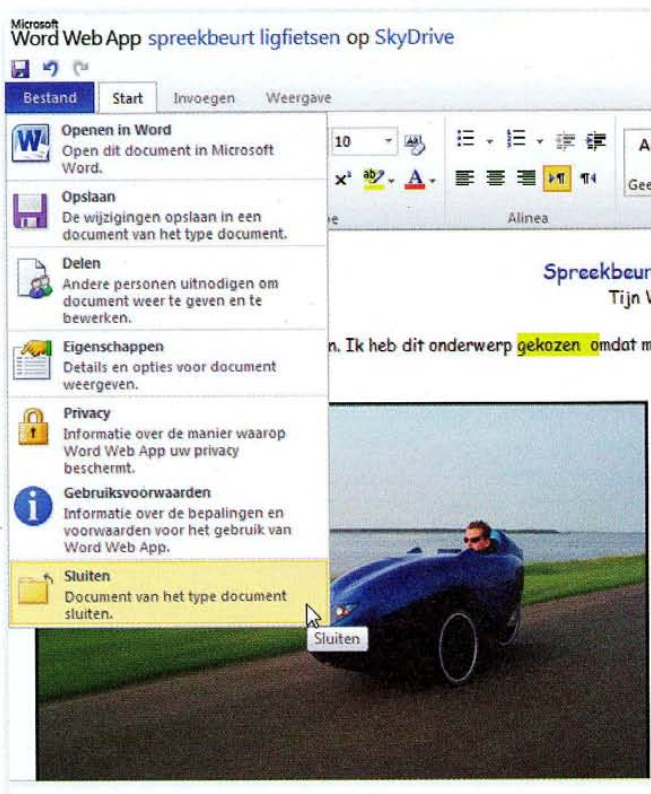 Microsoft
Word Web App spreekbeurt ligfietsen op SkyDrive
Bestand Start Invoegen Weergave
Openen in Word
Open dit document in Microsoft
Word.
Opslaan
De wijzigingen opslaan in een
document van het type document.
Delen
Andere personen uitnodigen om
document weer te geven en te
bewerken.
Eigenschappen
Details en opties voor document
weergeven.
Privacy
Informatie over de manier waarop
Word Web App uw privacy
beschermt.
Gebruiksvoorwaarden
Informatie over de bepalingen en
voorwaarden voor het gebruik van
Word Web App.
Sluiten
Document van het type document
sluiten.
Sluiten
10
Alinea
Gee
Spreekbeur
Tijn
n. Ik heb dit onderwerp gekozen omdat m